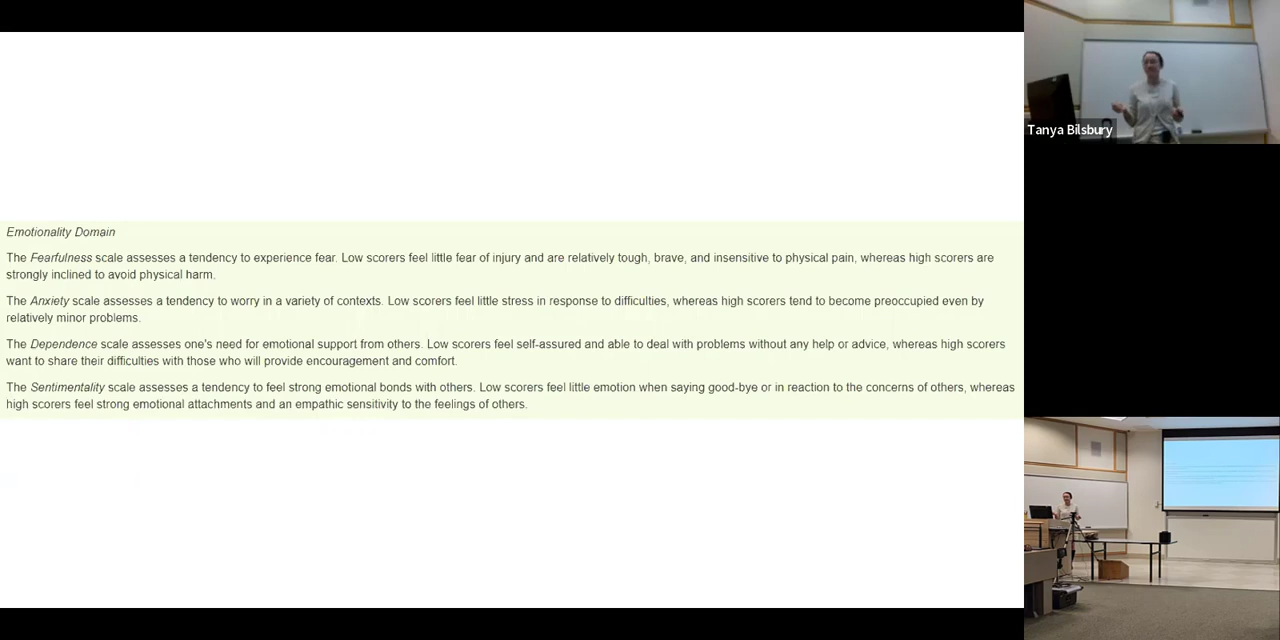 Emotionality Domain
The Fearfulness scale assesses a tendency to experience fear. Low scorers feel little fear of injury and are relatively tough, brave, and insensitive to physical pain, whereas high scorers are
strongly inclined to avoid physical harm.
The Anxiety scale assesses a tendency to worry in a variety of contexts. Low scorers feel little stress in response to difficulties, whereas high scorers tend to become preoccupied even by
relatively minor problems.
The Dependence scale assesses one's need for emotional support from others. Low scorers feel self-assured and able to deal with problems without any help or advice, whereas high scorers
want to share their difficulties with those who will provide encouragement and comfort.
The Sentimentality scale assesses a tendency to feel strong emotional bonds with others. Low scorers feel little emotion when saying good-bye or in reaction to the concerns of others, whereas
high scorers feel strong emotional attachments and an empathic sensitivity to the feelings of others.
Tanya Bilsbury